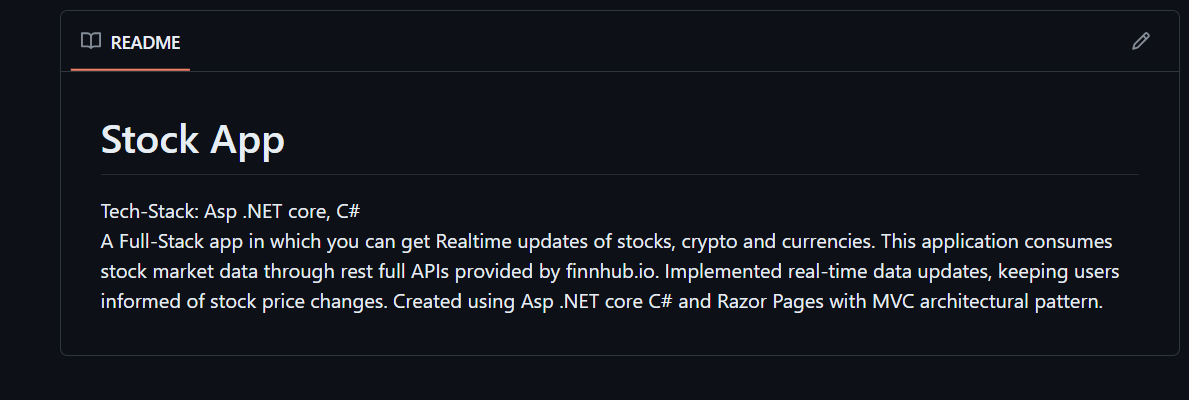 README
Stock App
Tech-Stack: Asp .NET core, C#
A Full-Stack app in which you can get Realtime updates of stocks, crypto and currencies. This application consumes
stock market data through rest full APIs provided by finnhub.io. Implemented real-time data updates, keeping users
informed of stock price changes. Created using Asp .NET core C# and Razor Pages with MVC architectural pattern.